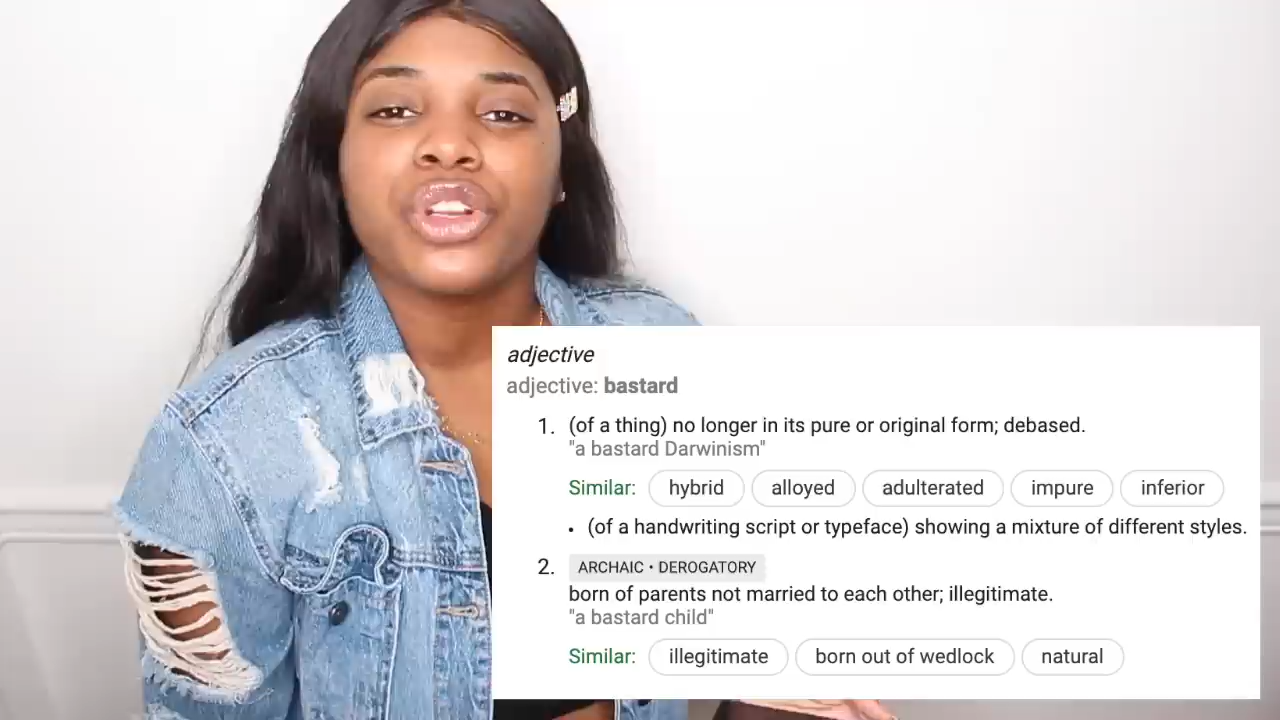 adjective
adjective: bastard
1. (of a thing) no longer in its pure or original form; debased.
"a bastard Darwinism"
Similar: hybrid alloyed adulterated impure inferior
• (of a handwriting script or typeface) showing a mixture of different styles.
2. ARCHAIC • DEROGATORY
born of parents not married to each other; illegitimate.
"a bastard child"
Similar: illegitimate born out of wedlock natural